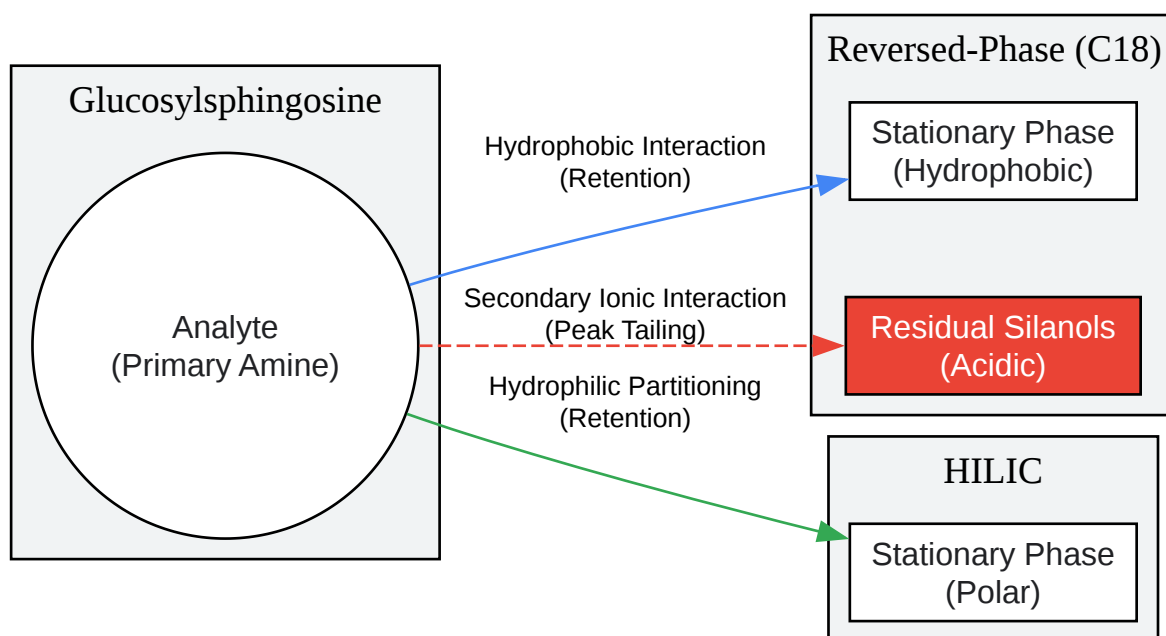 Glucosylsphingosine
Analyte
(Primary Amine)
Hydrophobic Interaction
(Retention)
Secondary Ionic Interaction
(Peak Tailing)
Hydrophilic Partitioning
(Retention)
Reversed-Phase (C18)
Stationary Phase
(Hydrophobic)
Residual Silanols
(Acidic)
HILIC
Stationary Phase
(Polar)